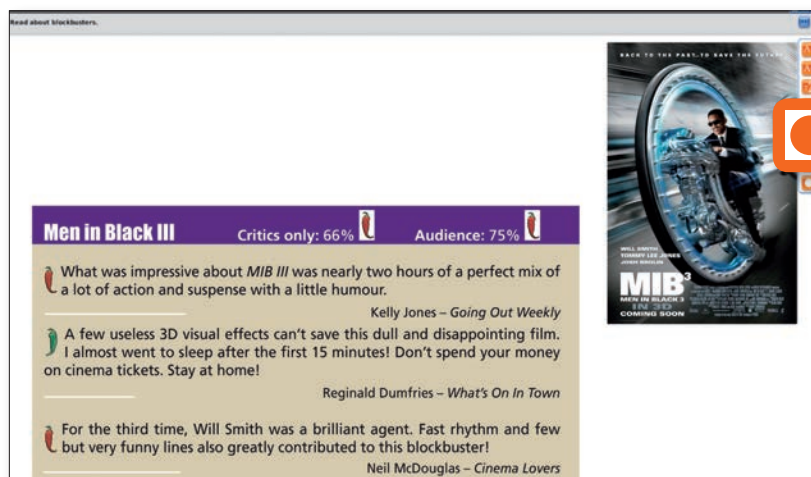 Read about blockbusters.
BACK TO THE PAST... TO SAVE THE FUTURE
WILL SMITH
TOMMY LEE JONES
JOSH BROLIN
MIB3
MEN IN BLACK 3
IN 3D
COMING SOON
Men in Black III Critics only: 66% Audience: 75%
What was impressive about MIB III was nearly two hours of a perfect mix of
a lot of action and suspense with a little humour.
Kelly Jones – Going Out Weekly
A few useless 3D visual effects can't save this dull and disappointing film.
I almost went to sleep after the first 15 minutes! Don't spend your money
on cinema tickets. Stay at home!
Reginald Dumfries – What's On In Town
For the third time, Will Smith was a brilliant agent. Fast rhythm and few
but very funny lines also greatly contributed to this blockbuster!
Neil McDouglas – Cinema Lovers